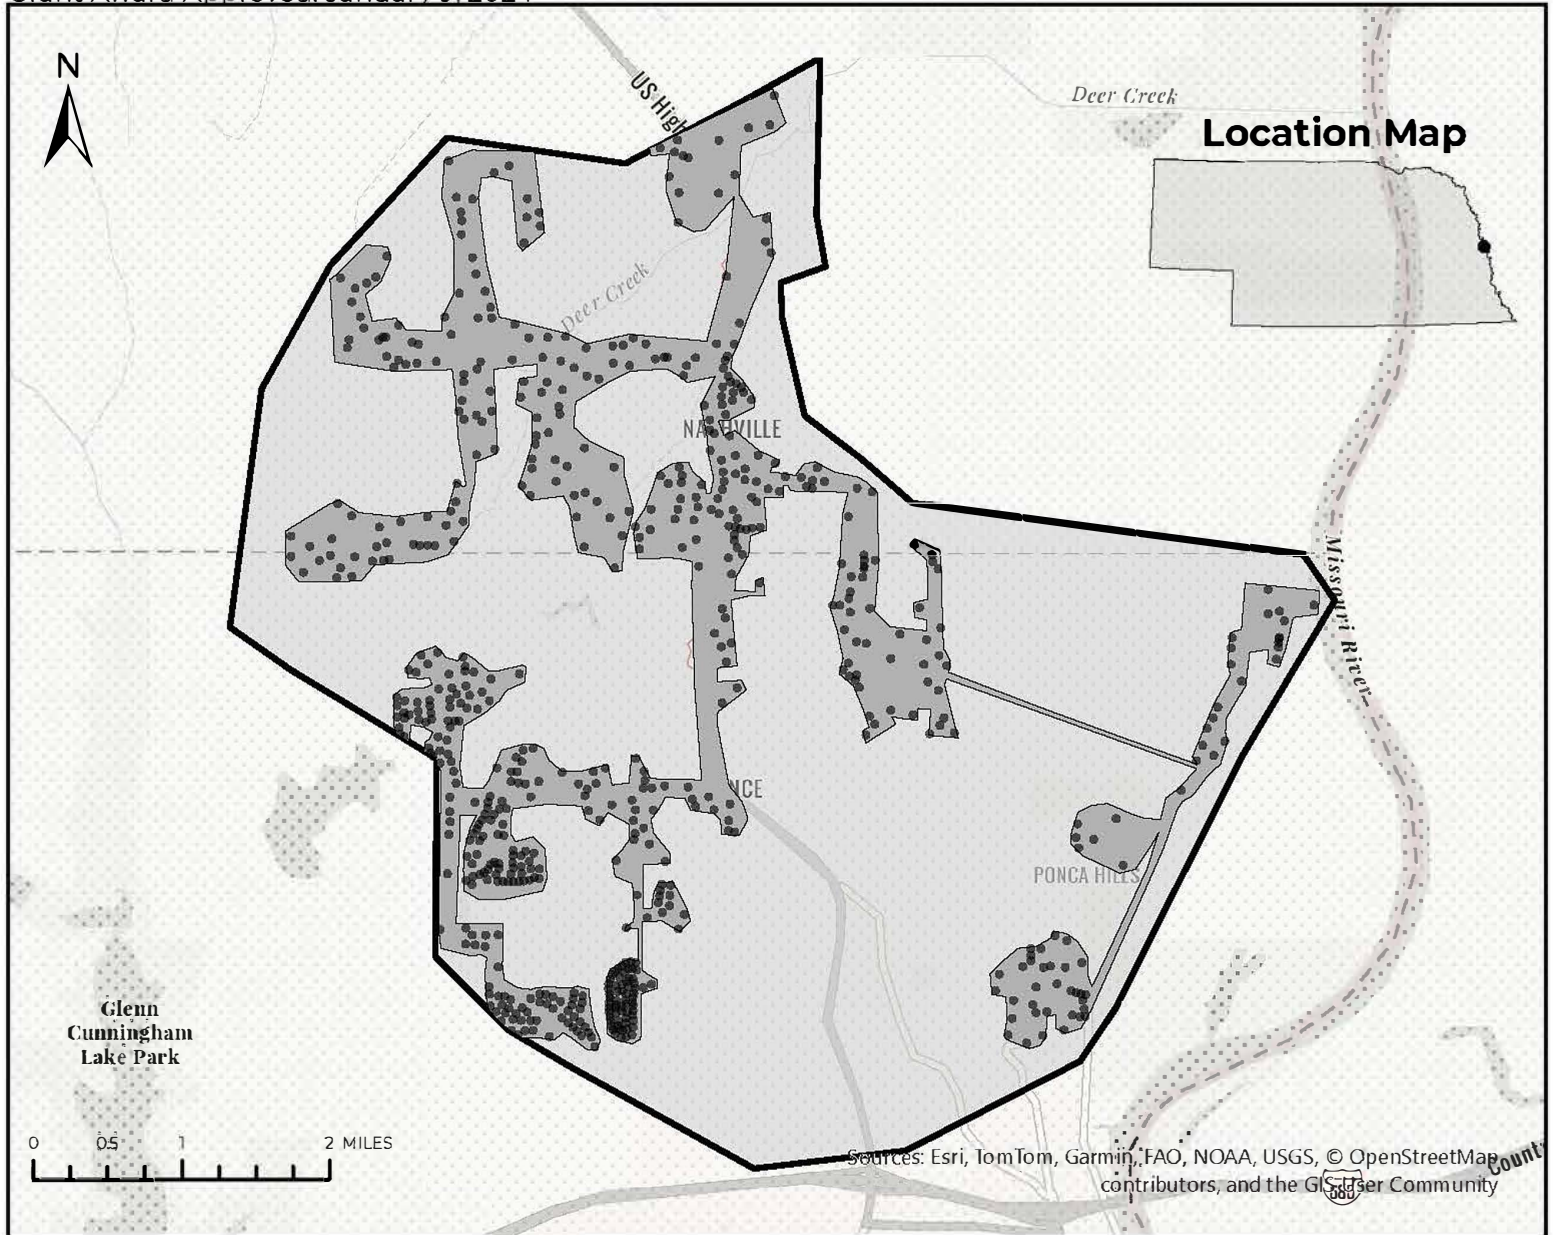 N
US High
Deer Creek
Location Map
Deer Creek
NASHVILLE
Missouri River
NCE
PONCA HILLS
Glenn
Cunningham
Lake Park
0 0.5 1 2 MILES
Sources: Esri, TomTom, Garmin, FAO, NOAA, USGS, © OpenStreetMap
contributors, and the GIS User Community
County
680